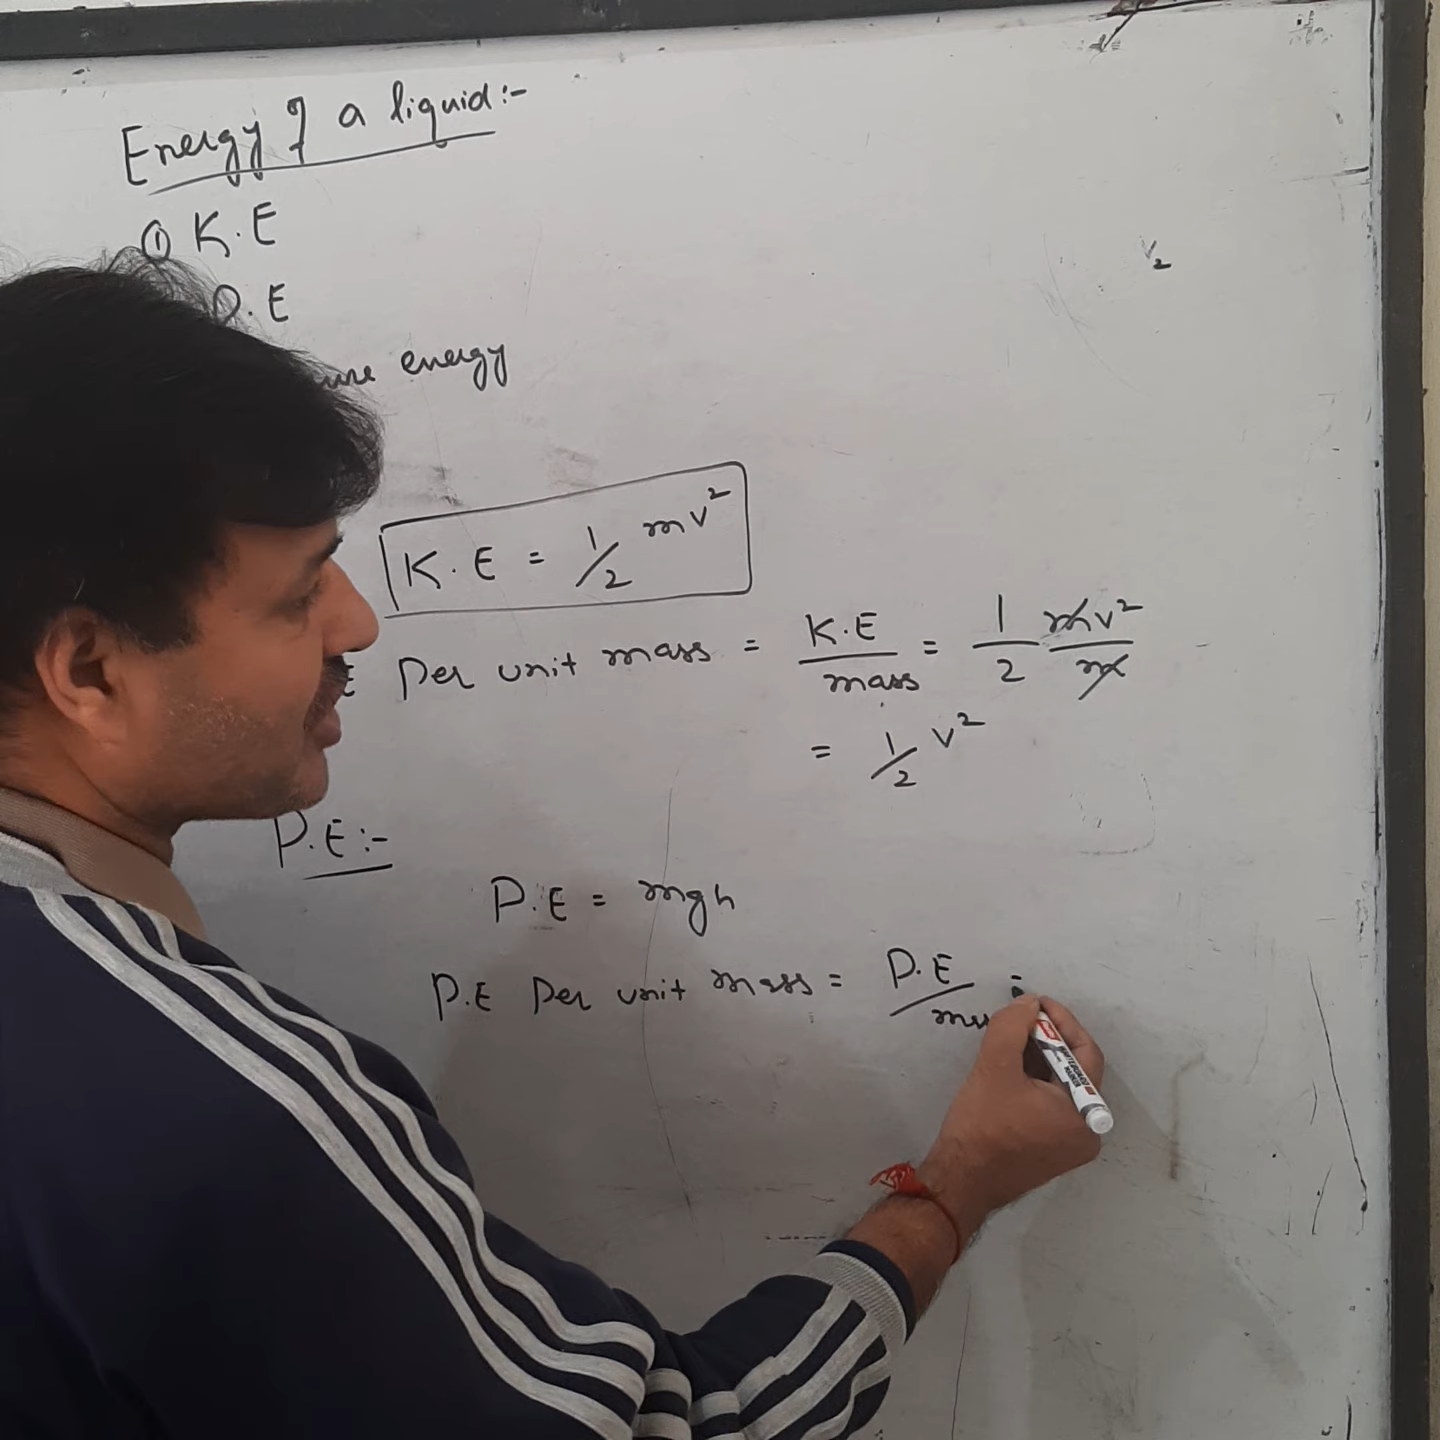 Energy of a liquid:-
① K.E
P.E
energy
K.E = 1/2 mv²
Per unit mass = K.E/mass = 1/2 mv²/m
= 1/2 v²
P.E:-
P.E = mgh
P.E Per unit mass = P.E/m =
v₂